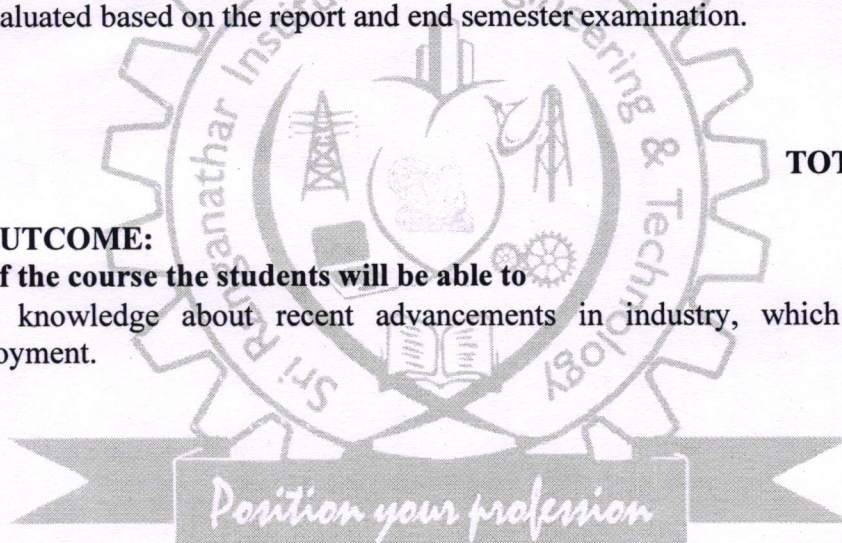 aluated based on the report and end semester examination.
TOT
UTCOME:
f the course the students will be able to
knowledge about recent advancements in industry, which
oyment.
Sri Ranganathar Institute of Engineering & Technology
Position your profession